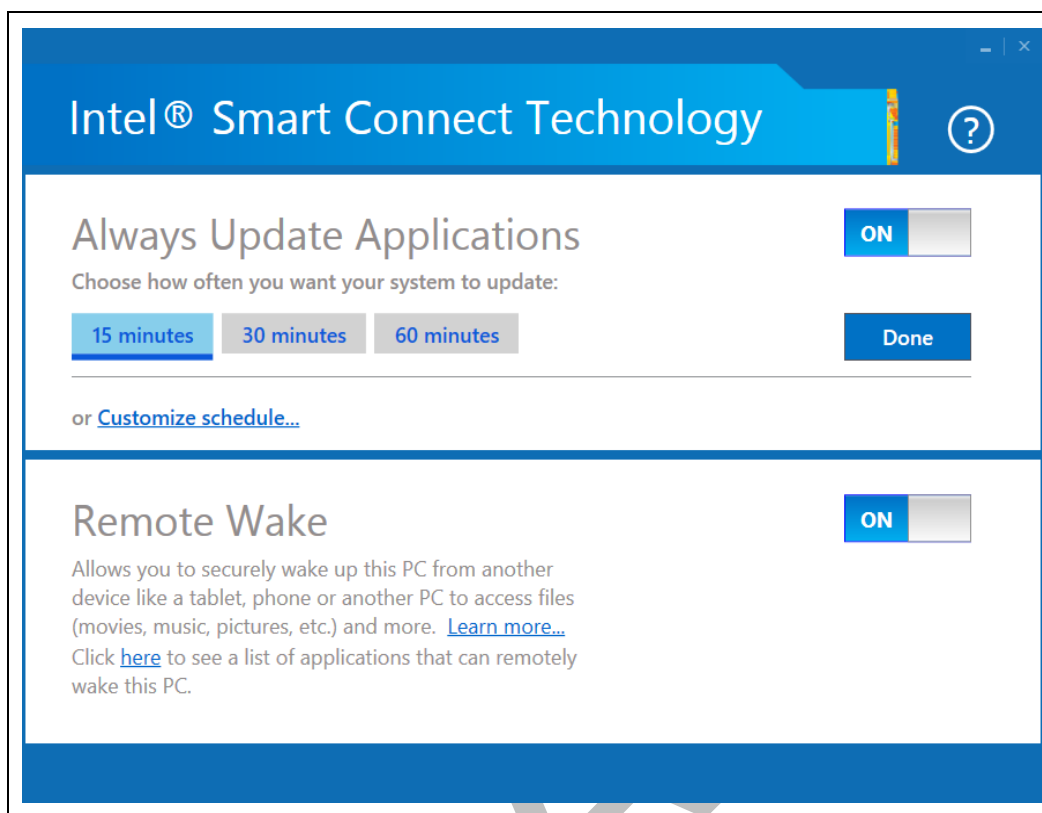 Intel® Smart Connect Technology
?
Always Update Applications
ON
Choose how often you want your system to update:
15 minutes 30 minutes 60 minutes Done
or Customize schedule...
Remote Wake
ON
Allows you to securely wake up this PC from another
device like a tablet, phone or another PC to access files
(movies, music, pictures, etc.) and more. Learn more...
Click here to see a list of applications that can remotely
wake this PC.